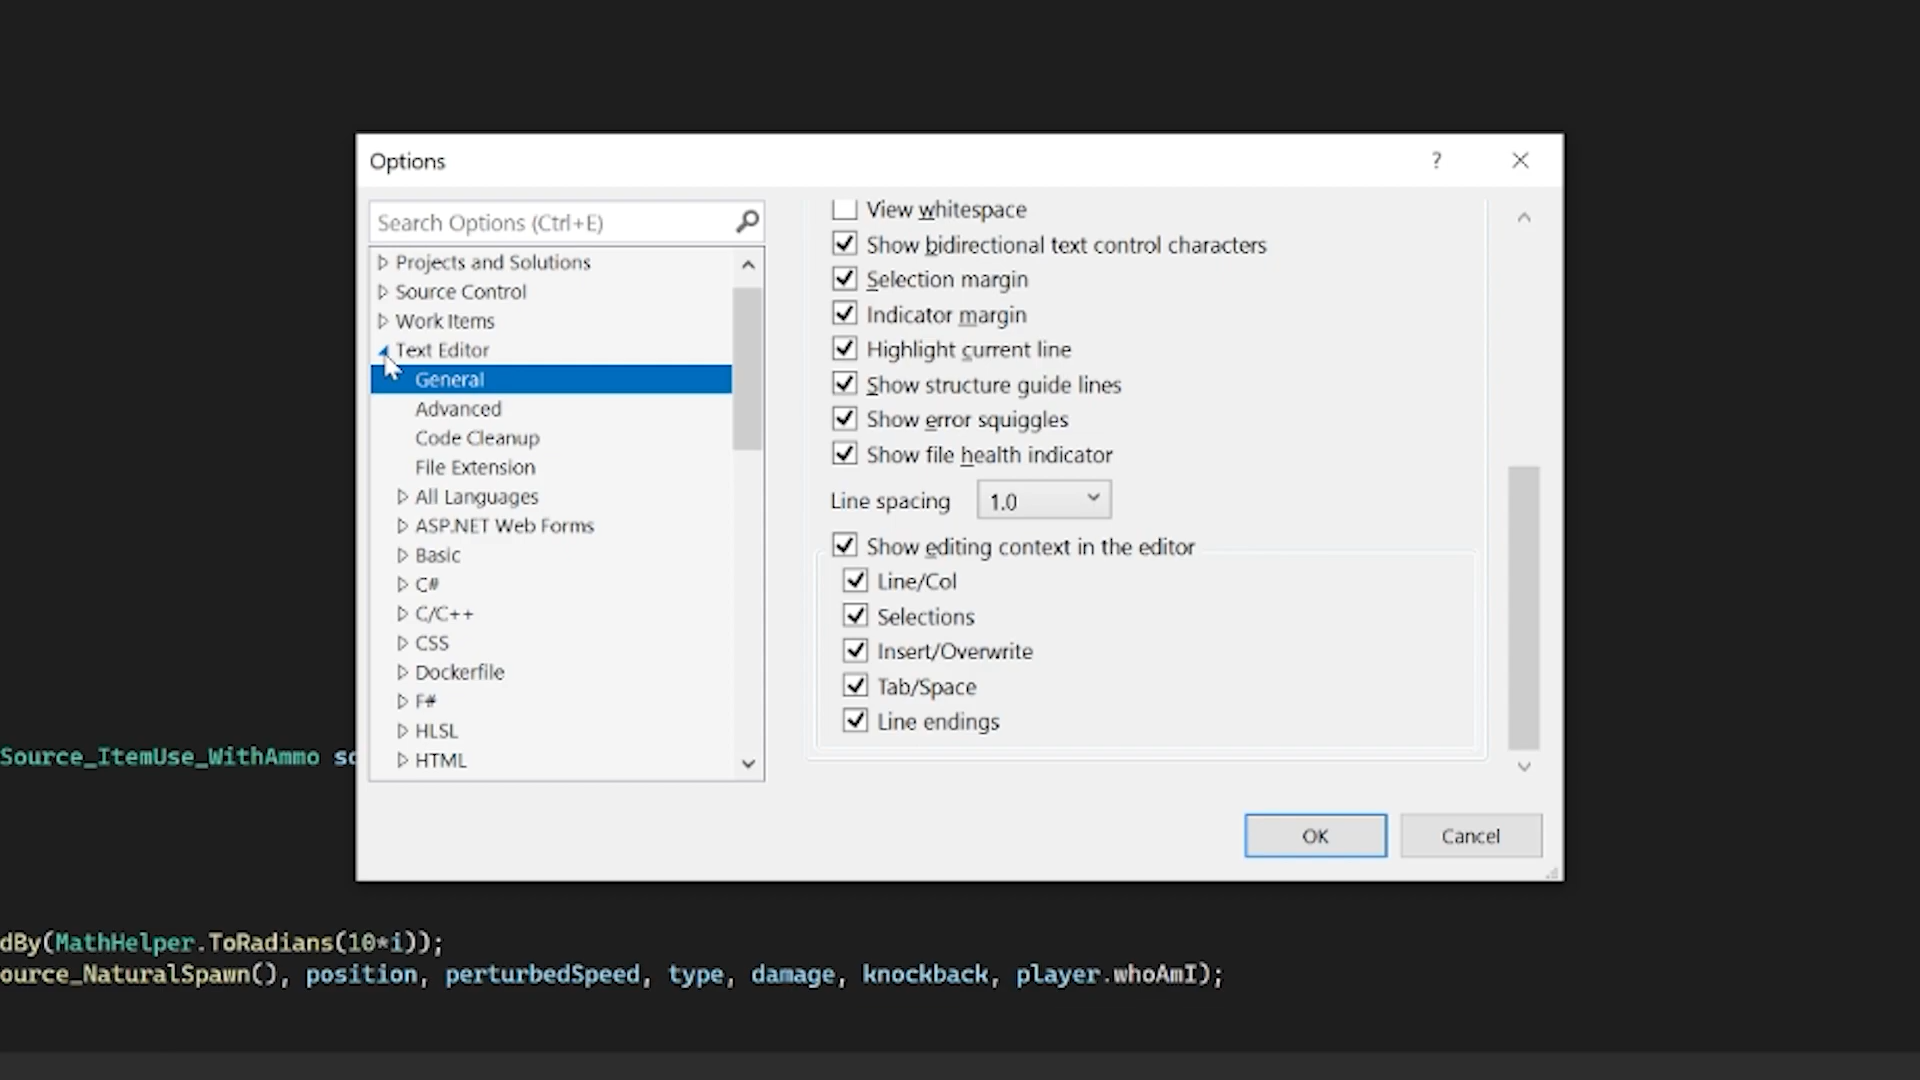 Options
?
Search Options (Ctrl+E)
Projects and Solutions
Source Control
Work Items
Text Editor
General
Advanced
Code Cleanup
File Extension
All Languages
ASP.NET Web Forms
Basic
C#
C/C++
CSS
Dockerfile
F#
HLSL
HTML
View whitespace
Show bidirectional text control characters
Selection margin
Indicator margin
Highlight current line
Show structure guide lines
Show error squiggles
Show file health indicator
Line spacing 1.0
Show editing context in the editor
Line/Col
Selections
Insert/Overwrite
Tab/Space
Line endings
OK Cancel
Source_ItemUse_WithAmmo so
dBy(MathHelper.ToRadians(10*i));
ource_NaturalSpawn(), position, perturbedSpeed, type, damage, knockback, player.whoAmI);